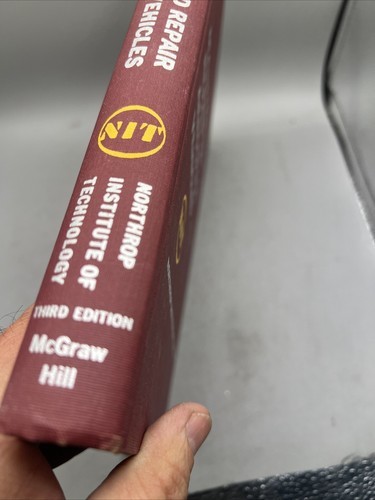 REPAIR
VEHICLES
NIT
NORTHROP
INSTITUTE OF
TECHNOLOGY
THIRD EDITION
McGraw
Hill